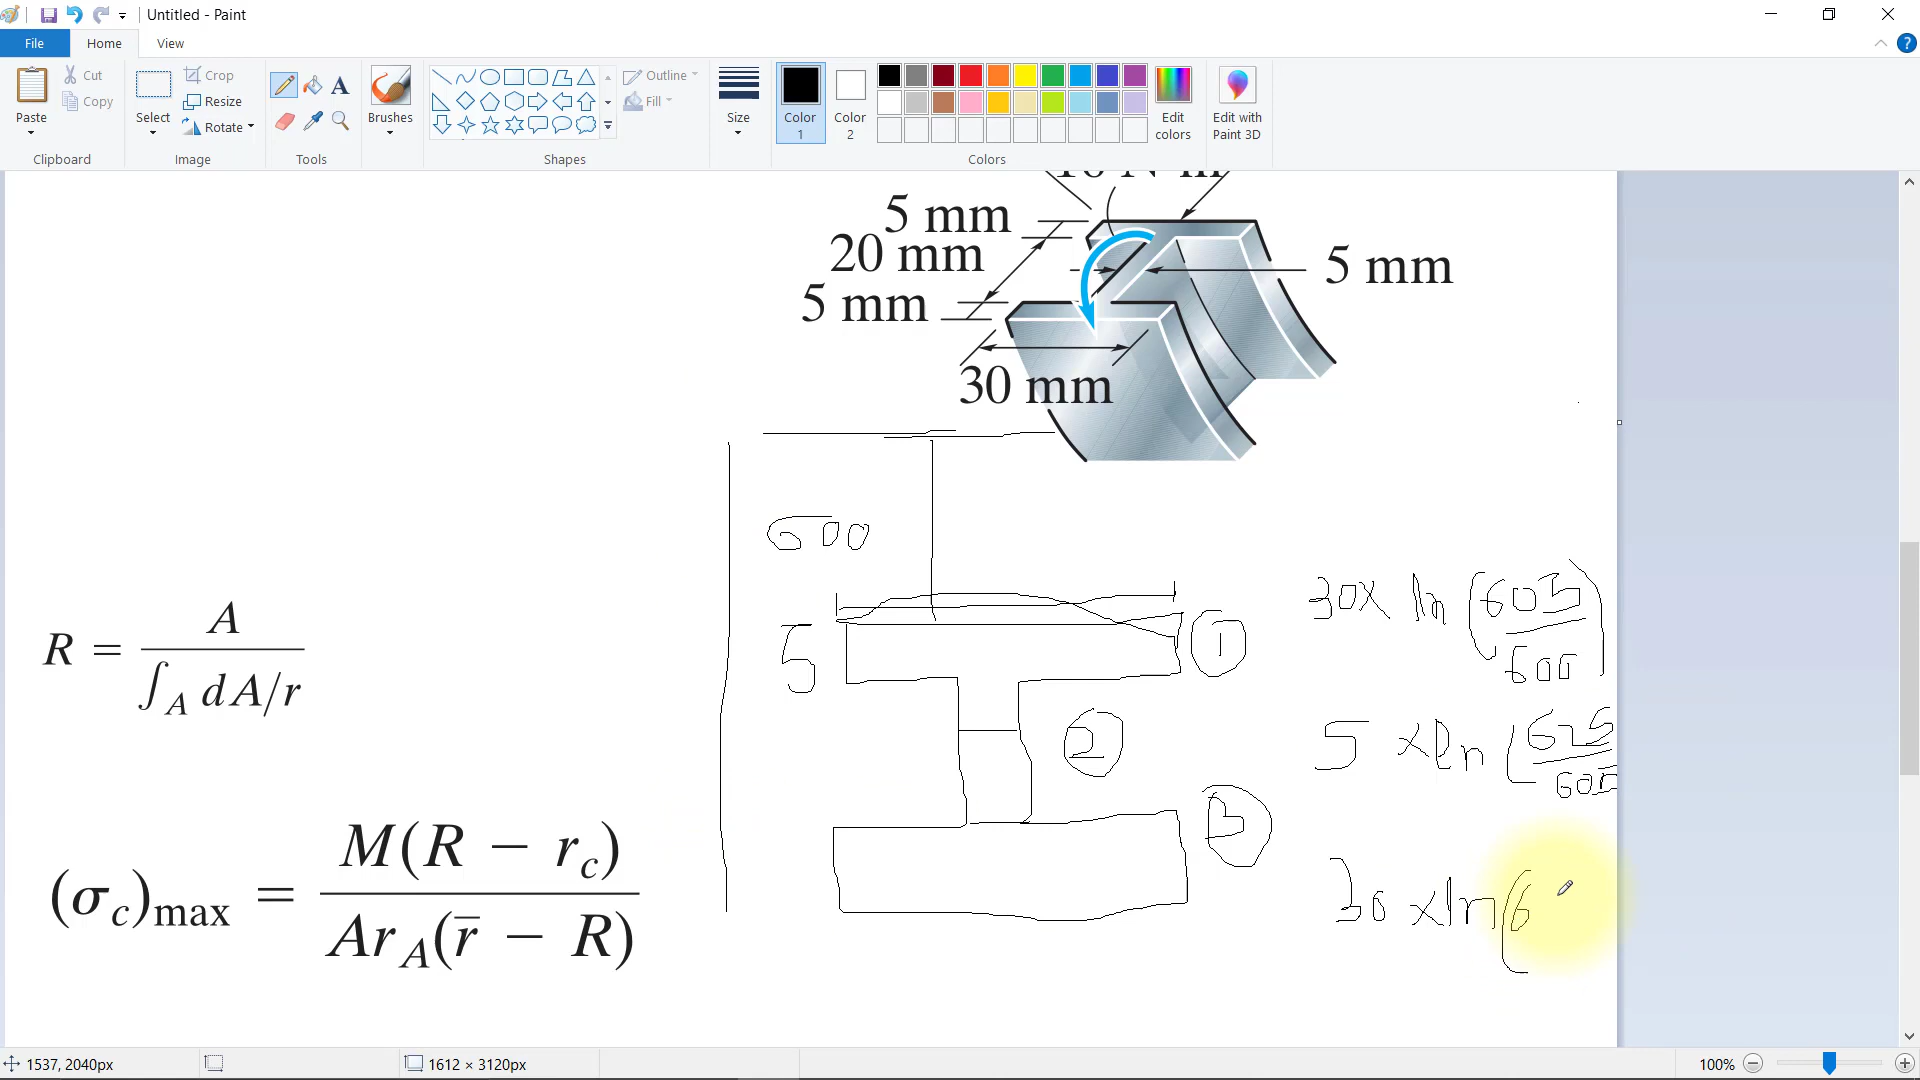 Untitled - Paint
File Home View
Paste
Cut
Copy
Clipboard
Select
Crop
Resize
Rotate
Image
Tools
Brushes
Shapes
Outline
Fill
Size
Color 1
Color 2
Edit colors
Edit with Paint 3D
Colors
5 mm
20 mm
5 mm
5 mm
30 mm
600
5
1
2
3
30x ln (605/600)
5 x ln (625/605
30 x ln (6
R = A / ∫A dA/r
(σc)max = M(R − rc) / ArA(r̅ − R)
1537, 2040px
1612 × 3120px
100%